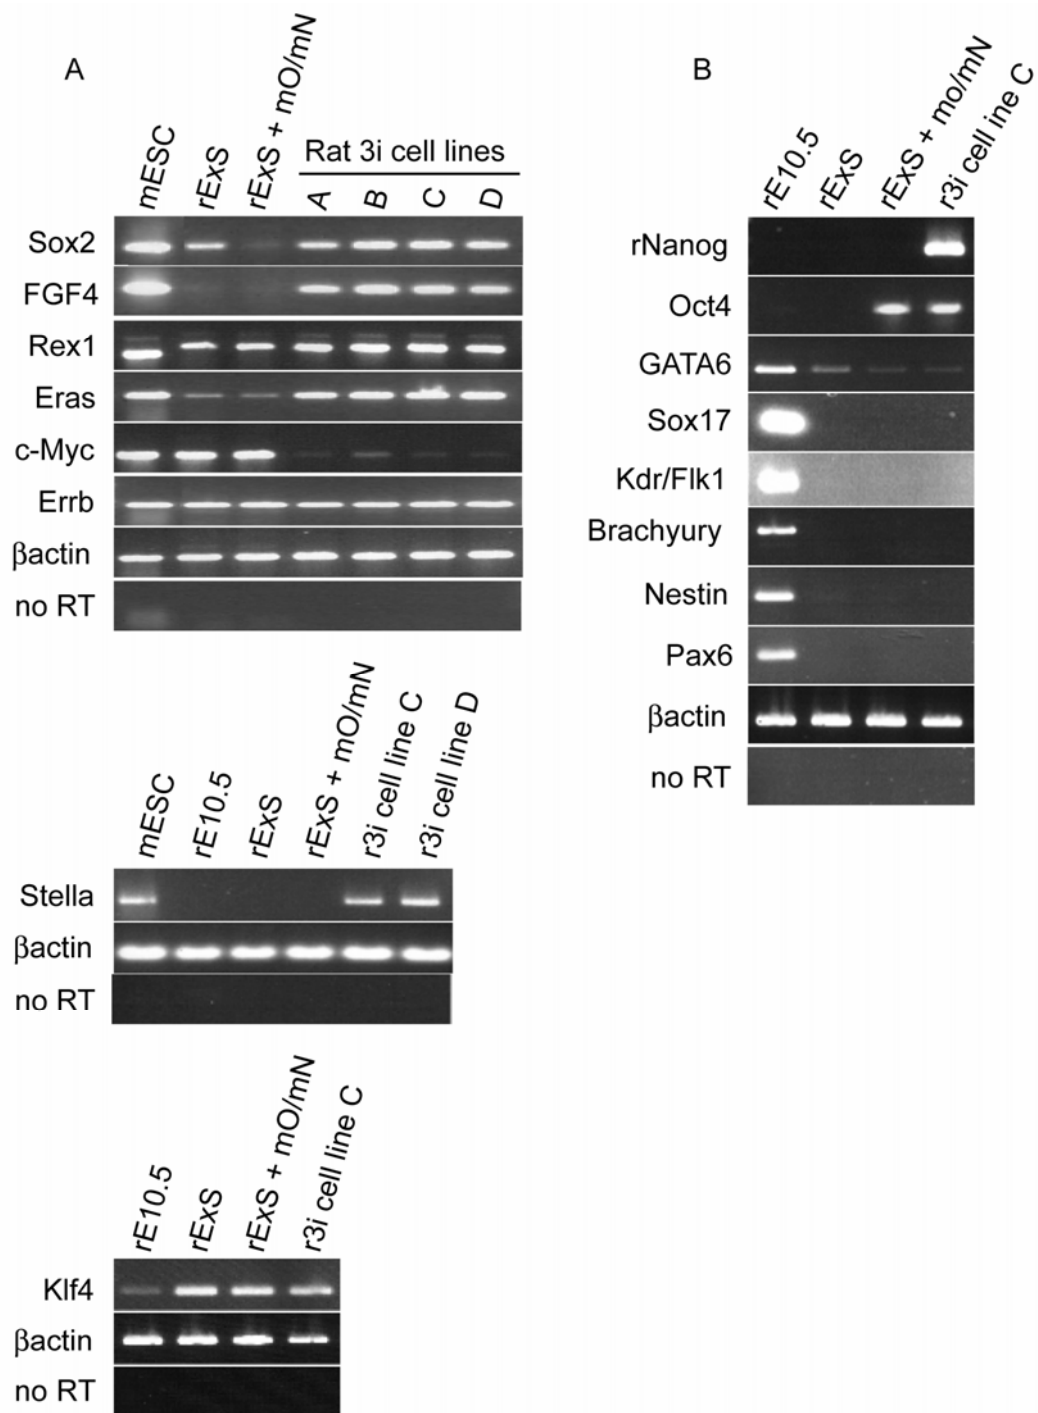 A
mESC
rExS
rExS + mO/mN
Rat 3i cell lines
A
B
C
D
Sox2
FGF4
Rex1
Eras
c-Myc
Errb
βactin
no RT
mESC
rE10.5
rExS
rExS + mO/mN
r3i cell line C
r3i cell line D
Stella
βactin
no RT
rE10.5
rExS
rExS + mO/mN
r3i cell line C
Klf4
βactin
no RT
B
rE10.5
rExS
rExS + mo/mN
r3i cell ine C
rNanog
Oct4
GATA6
Sox17
Kdr/Flk1
Brachyury
Nestin
Pax6
βactin
no RT